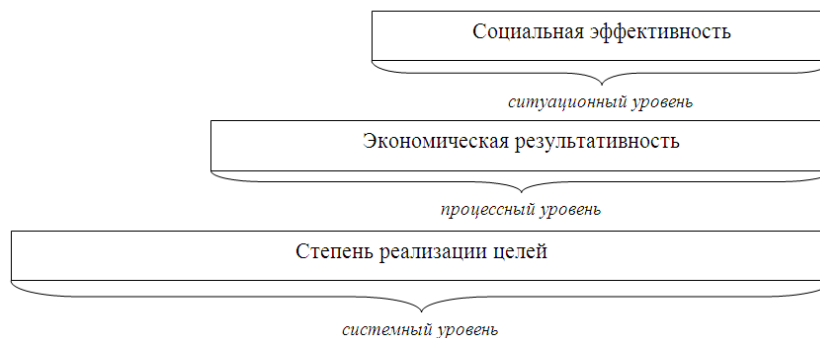 Социальная эффективность
ситуационный уровень
Экономическая результативность
процессный уровень
Степень реализации целей
системный уровень